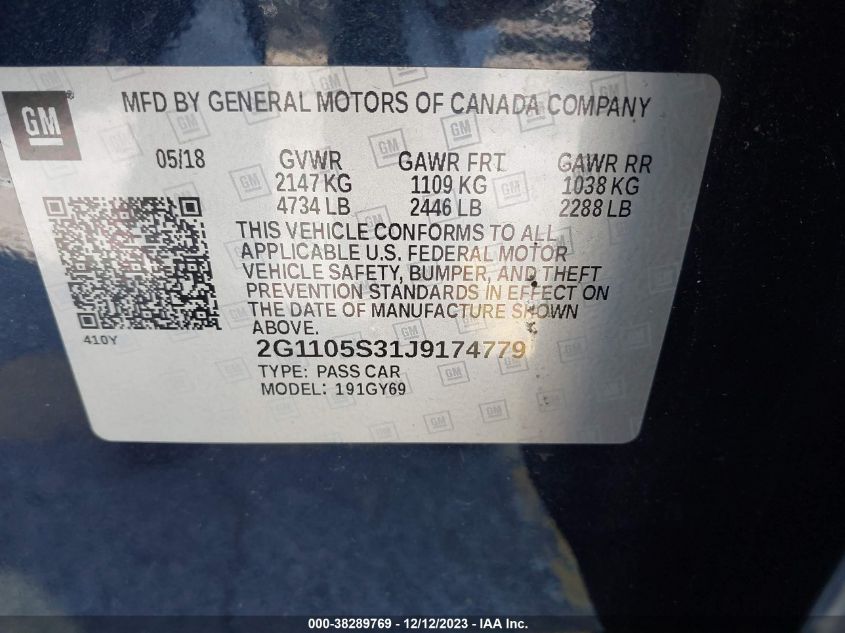 GM
MFD BY GENERAL MOTORS OF CANADA COMPANY
05/18 GVWR GAWR FRT GAWR RR
2147 KG 1109 KG 1038 KG
4734 LB 2446 LB 2288 LB
THIS VEHICLE CONFORMS TO ALL
APPLICABLE U.S. FEDERAL MOTOR
VEHICLE SAFETY, BUMPER, AND THEFT
PREVENTION STANDARDS IN EFFECT ON
THE DATE OF MANUFACTURE SHOWN
ABOVE.
410Y
2G1105S31J9174779
TYPE: PASS CAR
MODEL: 191GY69
000-38289769 - 12/12/2023 - IAA Inc.